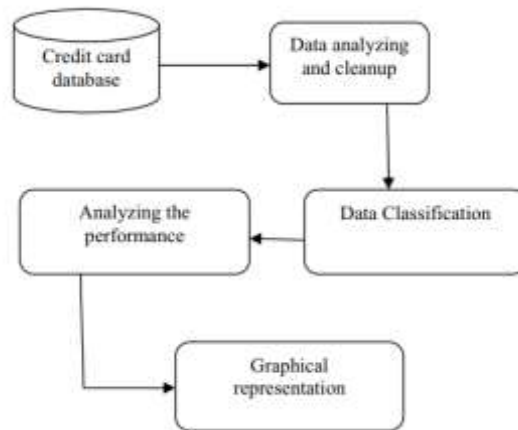 Credit card
database
Data analyzing
and cleanup
Data Classification
Analyzing the
performance
Graphical
representation